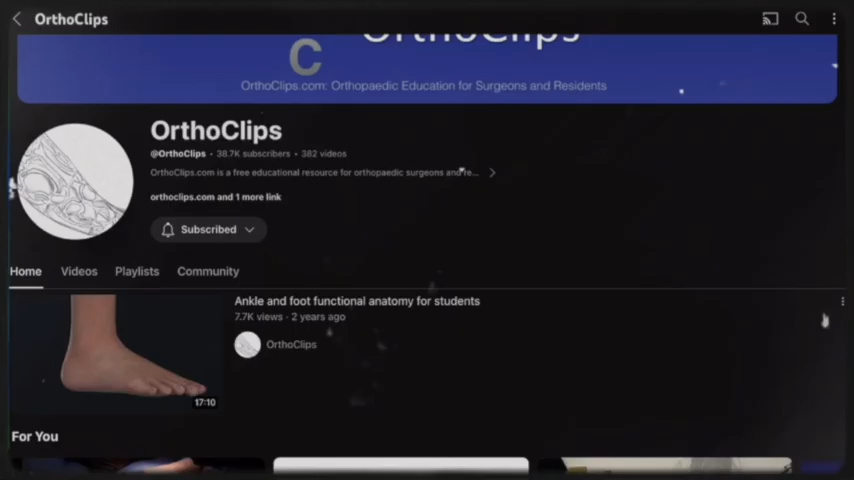 OrthoClips
OrthoClips
C
OrthoClips.com: Orthopaedic Education for Surgeons and Residents
OrthoClips
@OrthoClips • 38.7K subscribers • 382 videos
OrthoClips.com is a free educational resource for orthopaedic surgeons and re...
orthoclips.com and 1 more link
Subscribed
Home Videos Playlists Community
Ankle and foot functional anatomy for students
7.7K views · 2 years ago
OrthoClips
17:10
For You